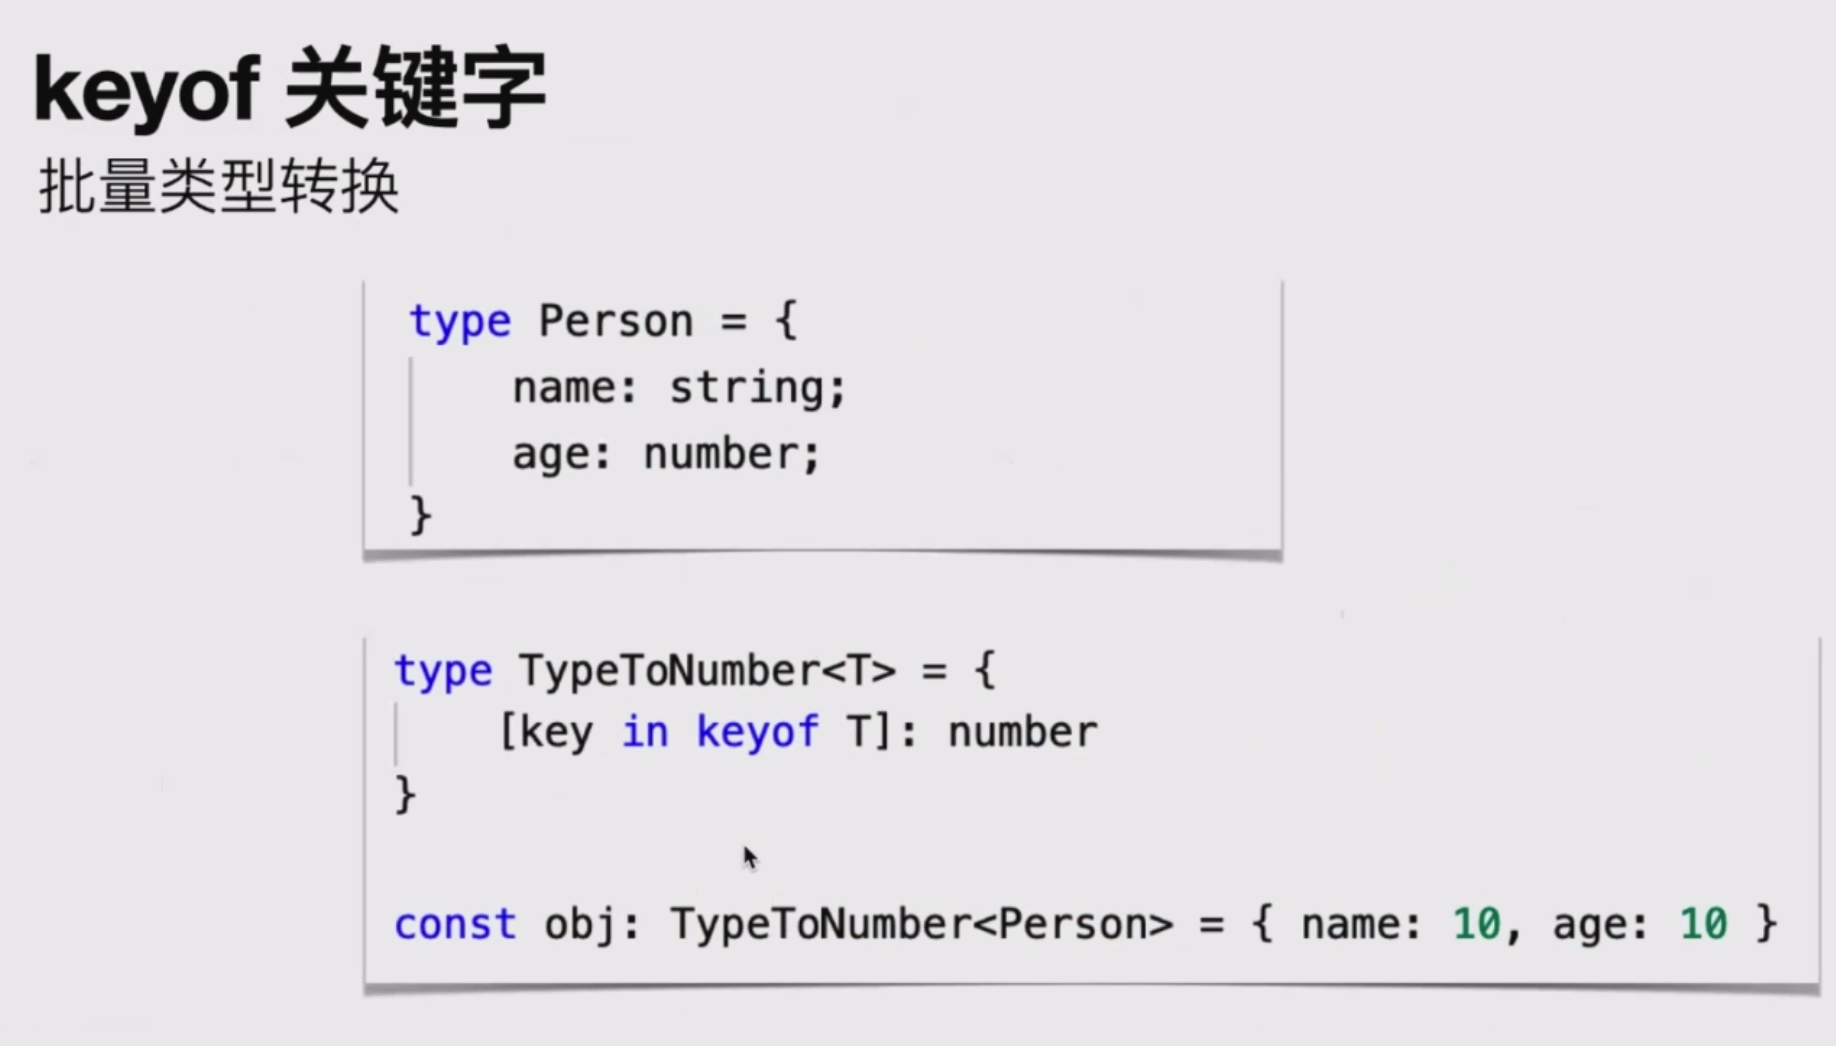 keyof 关键字
批量类型转换
type Person = {
name: string;
age: number;
}
type TypeToNumber<T> = {
[key in keyof T]: number
}
const obj: TypeToNumber<Person> = { name: 10, age: 10 }